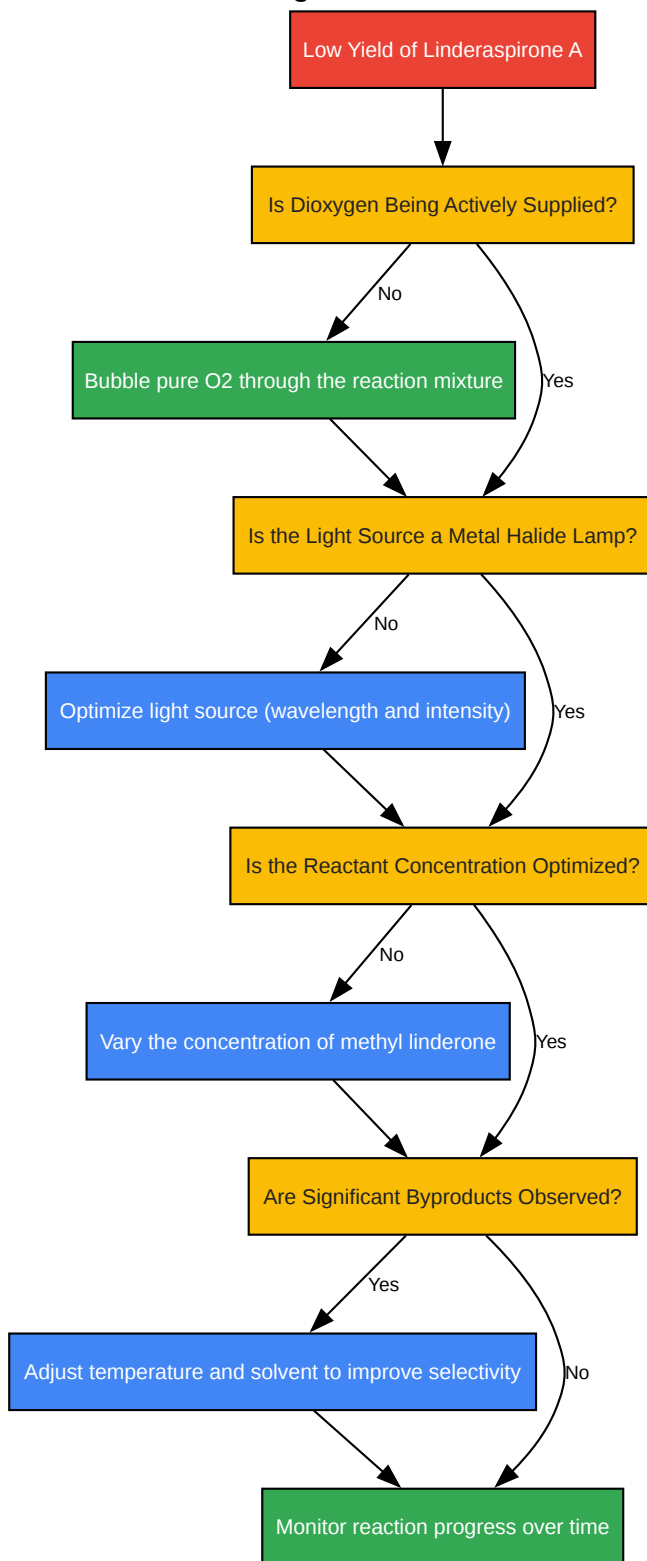 Low Yield of Linderaspirone A
Is Dioxygen Being Actively Supplied?
No
Bubble pure O2 through the reaction mixture
Yes
Is the Light Source a Metal Halide Lamp?
No
Optimize light source (wavelength and intensity)
Yes
Is the Reactant Concentration Optimized?
No
Vary the concentration of methyl linderone
Yes
Are Significant Byproducts Observed?
Yes
Adjust temperature and solvent to improve selectivity
No
Monitor reaction progress over time